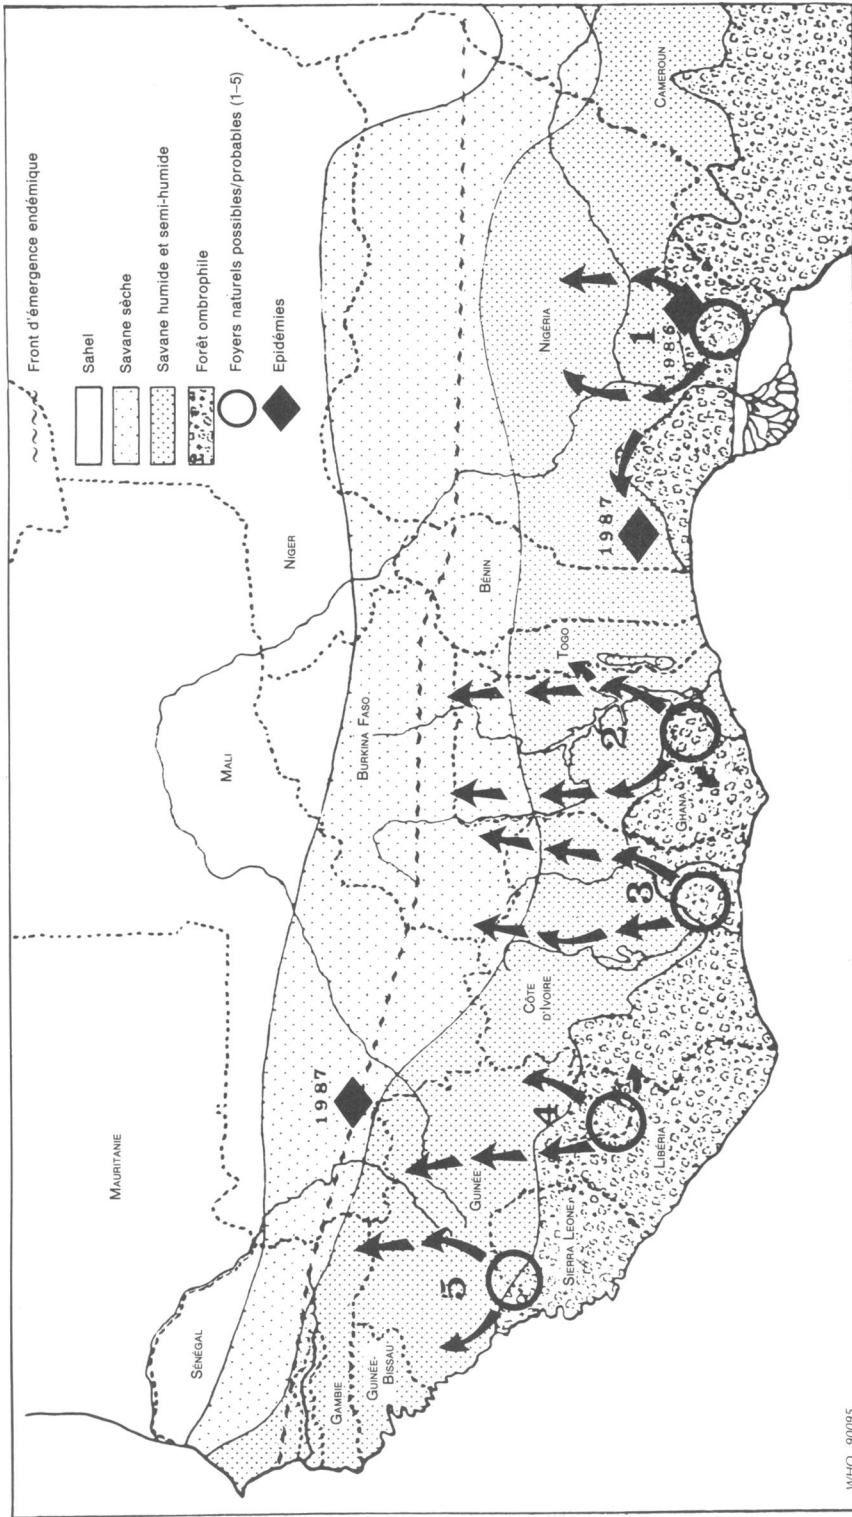 Front d'émergence endémique
Sahel
Savane sèche
Savane humide et semi-humide
Forêt ombrophile
Foyers naturels possibles/probables (1–5)
Epidémies
MAURITANIE
MALI
NIGER
SÉNÉGAL
GAMBIE
GUINÉE-
BISSAU
GUINÉE
SIERRA LEONE
LIBÉRIA
CÔTE
D'IVOIRE
BURKINA FASO
GHANA
TOGO
BÉNIN
NIGÉRIA
CAMEROUN
1987
1987
1986
1
2
3
4
5
WHO 90095